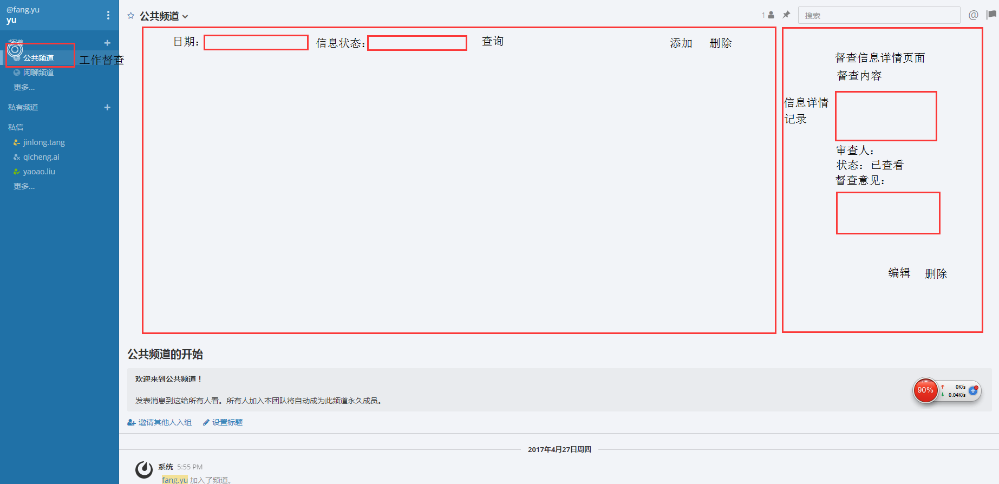 @fang.yu
yu
频道
公共频道
工作督查
闲聊频道
更多...
私有频道
私信
jinlong.tang
qicheng.ai
yaoao.liu
更多...
公共频道
1
搜索
@
日期：
信息状态：
查询
添加
删除
督查信息详情页面
督查内容
信息详情
记录
审查人：
状态：已查看
督查意见：
编辑
删除
公共频道的开始
欢迎来到公共频道！
发表消息到这给所有人看。所有人加入本团队将自动成为此频道永久成员。
90%
0K/s
0.04K/s
邀请其他人入组
设置标题
2017年4月27日周四
系统 5:55 PM
fang.yu 加入了频道。